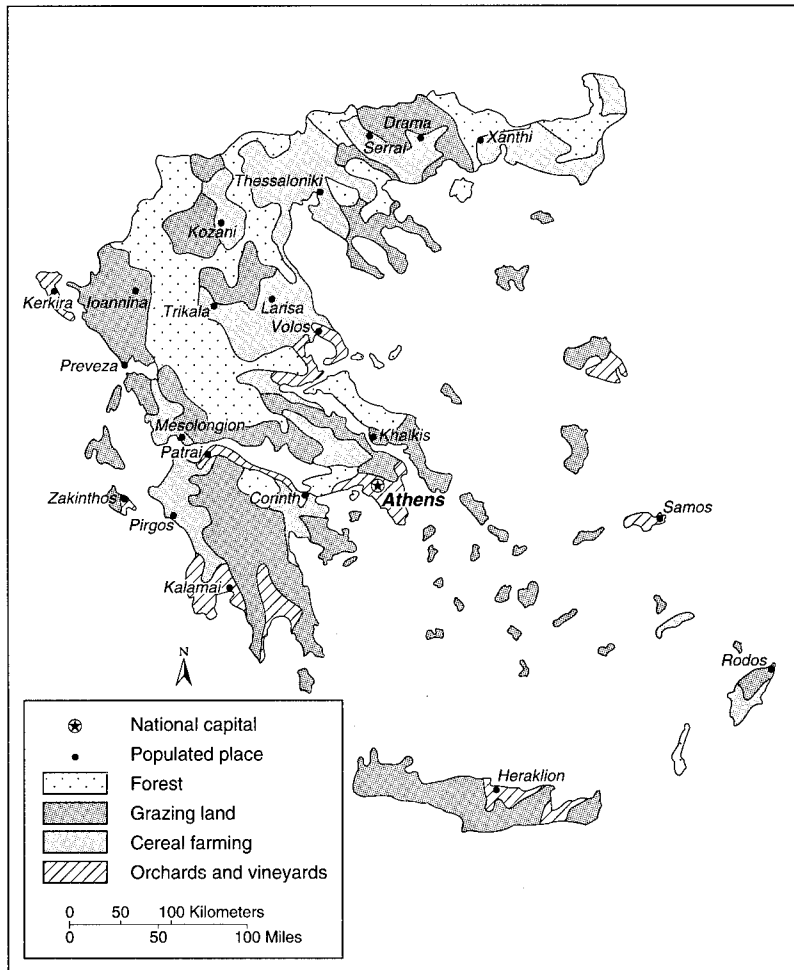 Drama
Serrai
Xánthi
Thessaloniki
Kozani
Kerkira
Ioannina
Trikala
Larisa
Volos
Preveza
Mesolongion
Khalkis
Patrai
Zakinthos
Corinth
Athens
Pirgos
Samos
Kalamai
N
Rodos
National capital
Populated place
Heraklion
Forest
Grazing land
Cereal farming
Orchards and vineyards
0 50 100 Kilometers
0 50 100 Miles